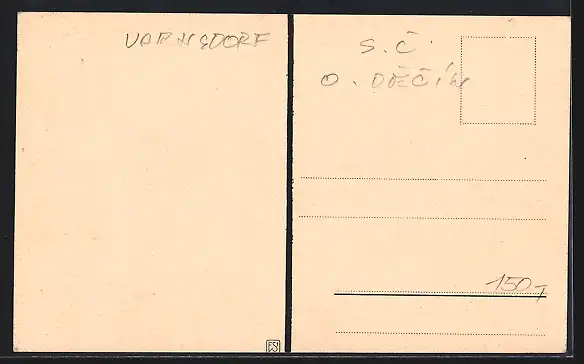 VARNSDORF
S.Č.
O. DĚČÍN
150,-